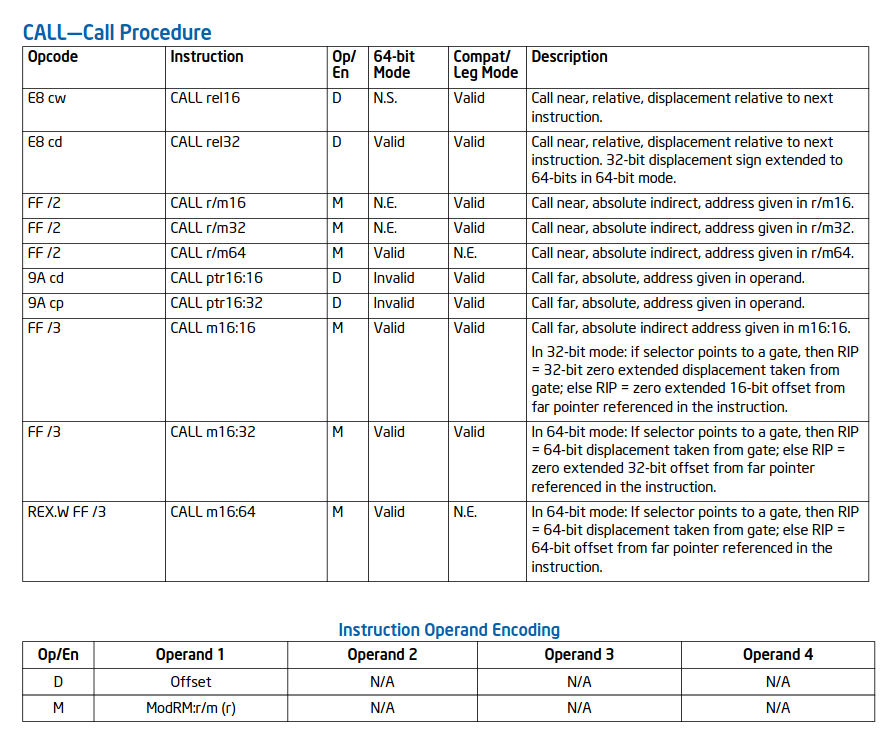 CALL—Call Procedure
Opcode Instruction Op/ 64-bit Compat/ Description
En Mode Leg Mode
E8 cw CALL rel16 D N.S. Valid Call near, relative, displacement relative to next
instruction.
E8 cd CALL rel32 D Valid Valid Call near, relative, displacement relative to next
instruction. 32-bit displacement sign extended to
64-bits in 64-bit mode.
FF /2 CALL r/m16 M N.E. Valid Call near, absolute indirect, address given in r/m16.
FF /2 CALL r/m32 M N.E. Valid Call near, absolute indirect, address given in r/m32.
FF /2 CALL r/m64 M Valid N.E. Call near, absolute indirect, address given in r/m64.
9A cd CALL ptr16:16 D Invalid Valid Call far, absolute, address given in operand.
9A cp CALL ptr16:32 D Invalid Valid Call far, absolute, address given in operand.
FF /3 CALL m16:16 M Valid Valid Call far, absolute indirect address given in m16:16.
In 32-bit mode: if selector points to a gate, then RIP
= 32-bit zero extended displacement taken from
gate; else RIP = zero extended 16-bit offset from
far pointer referenced in the instruction.
FF /3 CALL m16:32 M Valid Valid In 64-bit mode: If selector points to a gate, then RIP
= 64-bit displacement taken from gate; else RIP =
zero extended 32-bit offset from far pointer
referenced in the instruction.
REX.W FF /3 CALL m16:64 M Valid N.E. In 64-bit mode: If selector points to a gate, then RIP
= 64-bit displacement taken from gate; else RIP =
64-bit offset from far pointer referenced in the
instruction.
Instruction Operand Encoding
Op/En Operand 1 Operand 2 Operand 3 Operand 4
D Offset N/A N/A N/A
M ModRM:r/m (r) N/A N/A N/A